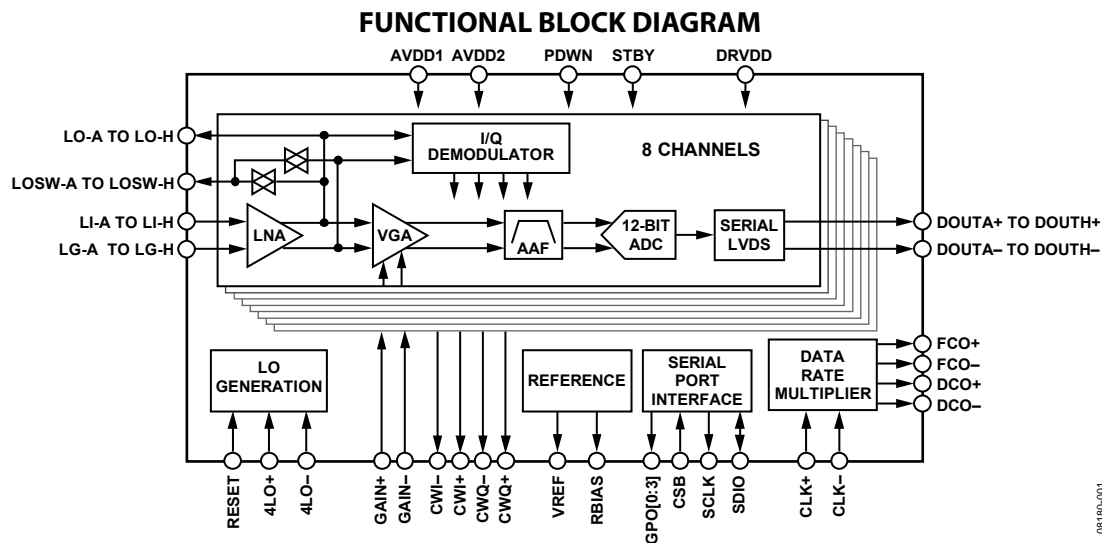 FUNCTIONAL BLOCK DIAGRAM
AVDD1 AVDD2 PDWN STBY DRVDD
LO-A TO LO-H
LOSW-A TO LOSW-H
LI-A TO LI-H
LG-A TO LG-H
I/Q
DEMODULATOR
8 CHANNELS
LNA
VGA
AAF
12-BIT
ADC
SERIAL
LVDS
DOUTA+ TO DOUTH+
DOUTA– TO DOUTH–
LO
GENERATION
REFERENCE
SERIAL
PORT
INTERFACE
DATA
RATE
MULTIPLIER
FCO+
FCO–
DCO+
DCO–
RESET
4LO+
4LO–
GAIN+
GAIN–
CWI–
CWI+
CWQ–
CWQ+
VREF
RBIAS
GPO[0:3]
CSB
SCLK
SDIO
CLK+
CLK–
08180-001